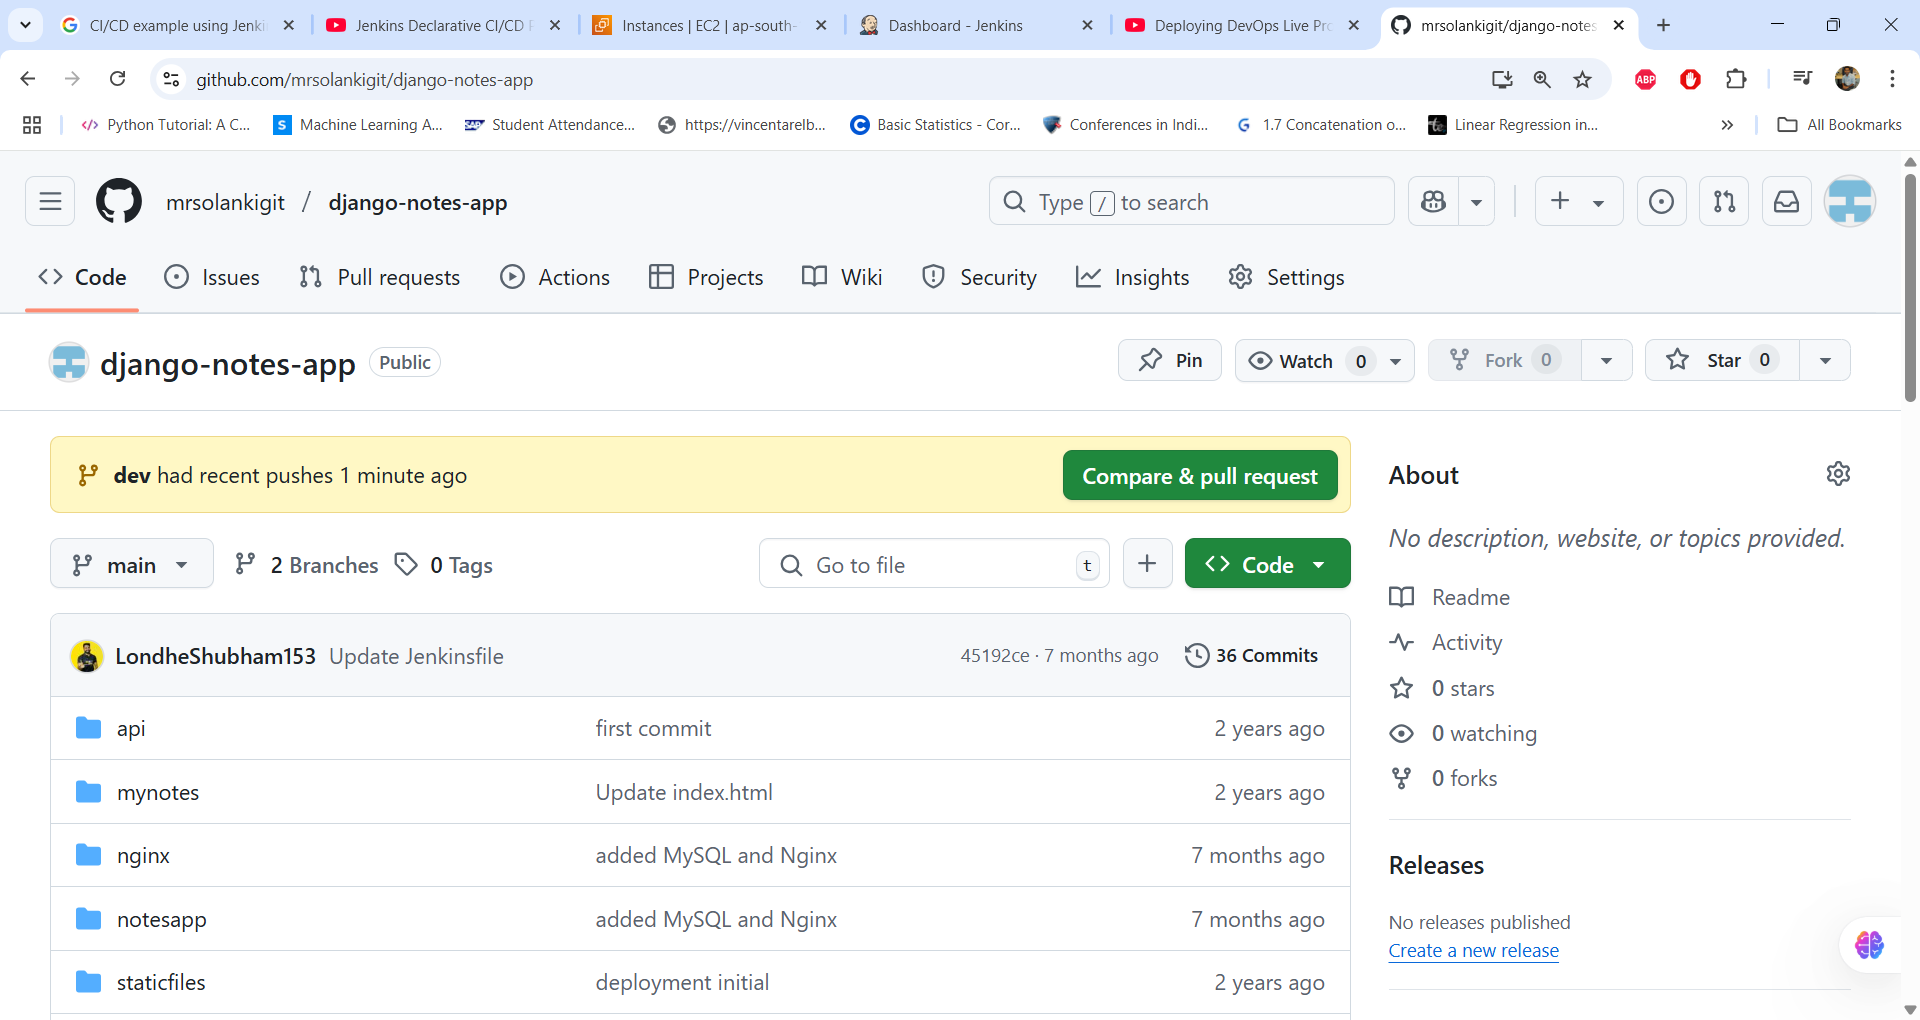 CI/CD example using Jenki
Jenkins Declarative CI/CD P
Instances | EC2 | ap-south-
Dashboard - Jenkins
Deploying DevOps Live Pro
mrsolankigit/django-notes
github.com/mrsolankigit/django-notes-app
ABP
Python Tutorial: A C...
S Machine Learning A...
SAP Student Attendance...
https://vincentarelb...
C Basic Statistics - Cor...
Conferences in Indi...
G 1.7 Concatenation o...
te Linear Regression in...
All Bookmarks
mrsolankigit / django-notes-app
Type / to search
Code
Issues
Pull requests
Actions
Projects
Wiki
Security
Insights
Settings
django-notes-app Public
Pin
Watch 0
Fork 0
Star 0
dev had recent pushes 1 minute ago
Compare & pull request
About
No description, website, or topics provided.
main
2 Branches
0 Tags
Go to file t
Code
Readme
Activity
0 stars
0 watching
0 forks
LondheShubham153 Update Jenkinsfile
45192ce · 7 months ago
36 Commits
api first commit 2 years ago
mynotes Update index.html 2 years ago
nginx added MySQL and Nginx 7 months ago
notesapp added MySQL and Nginx 7 months ago
staticfiles deployment initial 2 years ago
Releases
No releases published
Create a new release